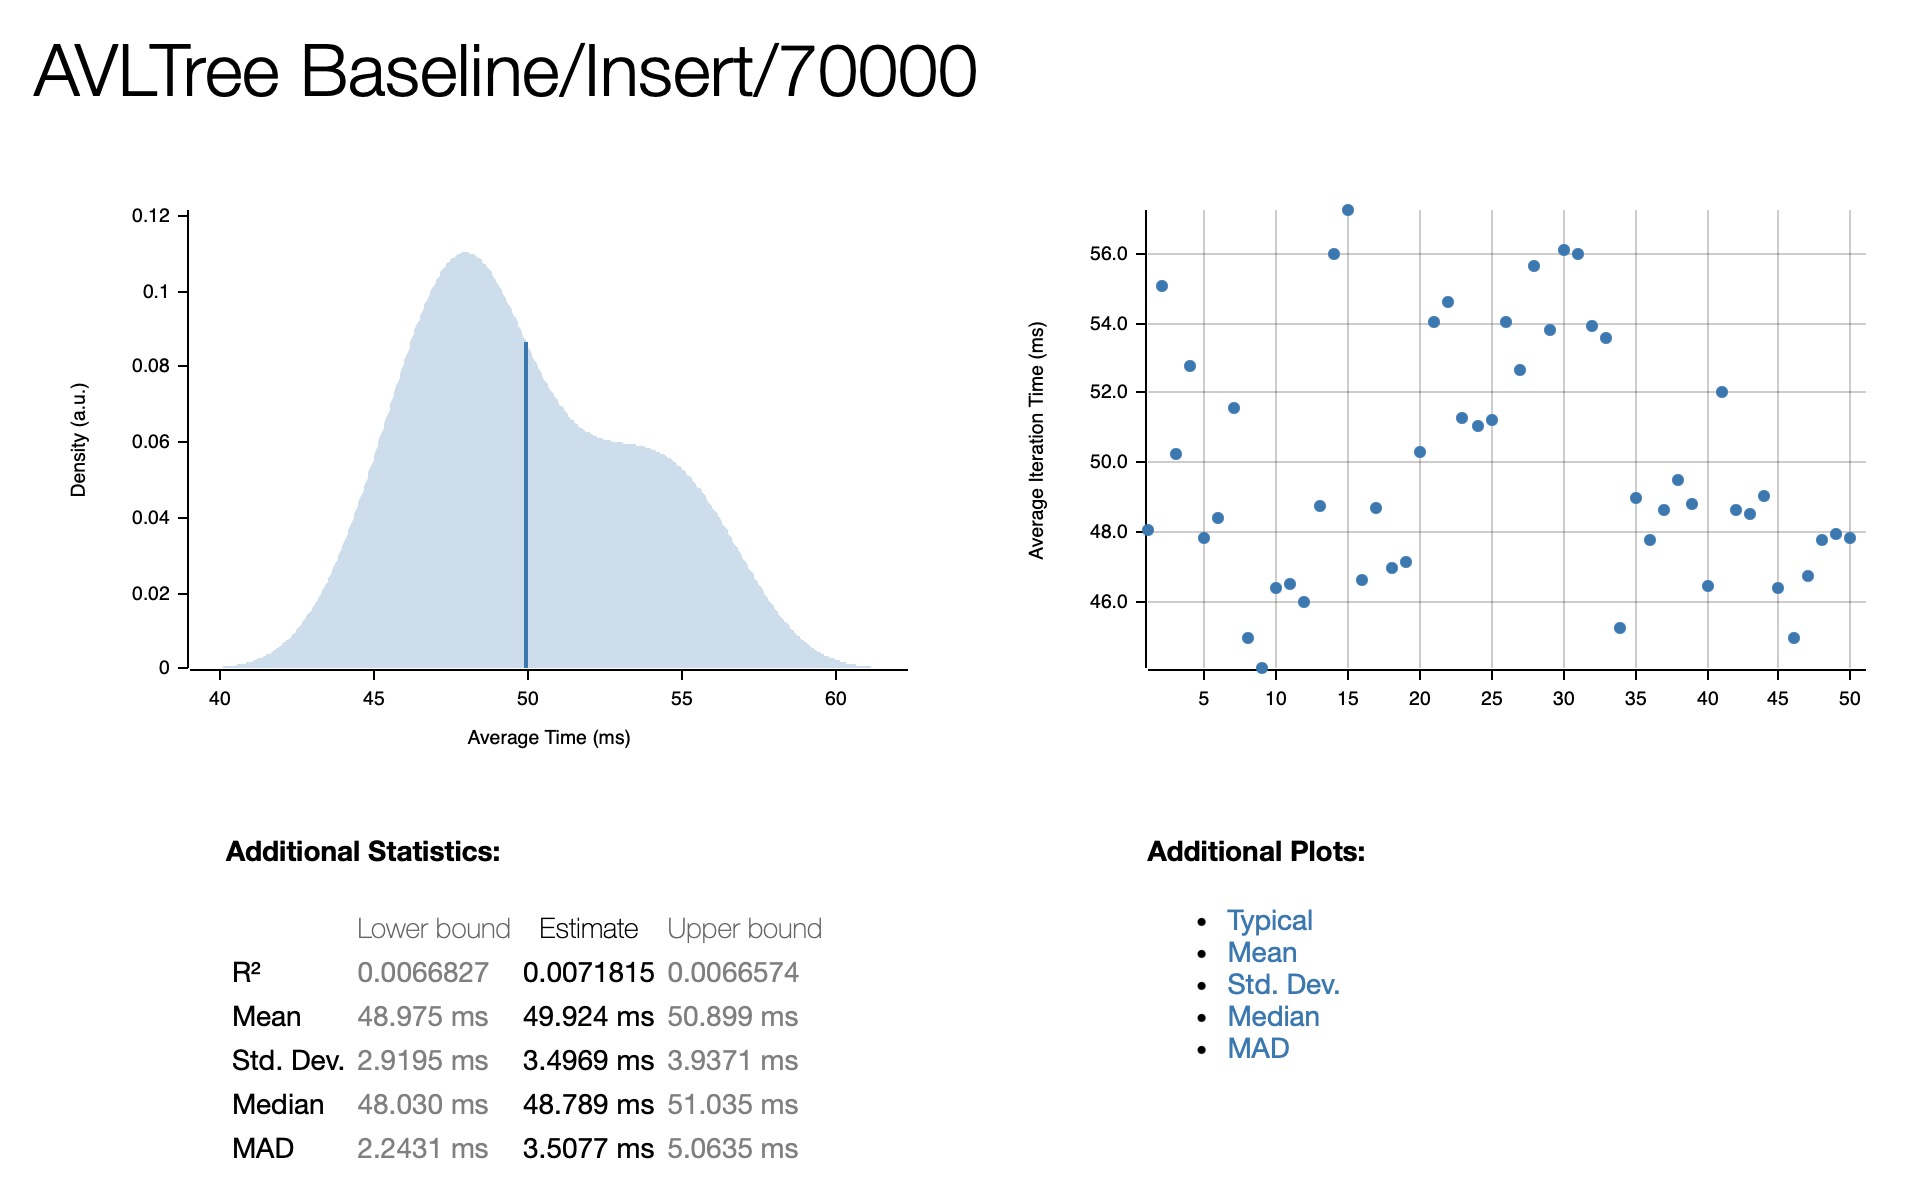 AVLTree Baseline/Insert/70000
0.12
0.1
0.08
0.06
0.04
0.02
0
Density (a.u.)
40 45 50 55 60
Average Time (ms)
56.0
54.0
52.0
50.0
48.0
46.0
Average Iteration Time (ms)
5 10 15 20 25 30 35 40 45 50
Additional Statistics:
Lower bound Estimate Upper bound
R² 0.0066827 0.0071815 0.0066574
Mean 48.975 ms 49.924 ms 50.899 ms
Std. Dev. 2.9195 ms 3.4969 ms 3.9371 ms
Median 48.030 ms 48.789 ms 51.035 ms
MAD 2.2431 ms 3.5077 ms 5.0635 ms
Additional Plots:
• Typical
• Mean
• Std. Dev.
• Median
• MAD